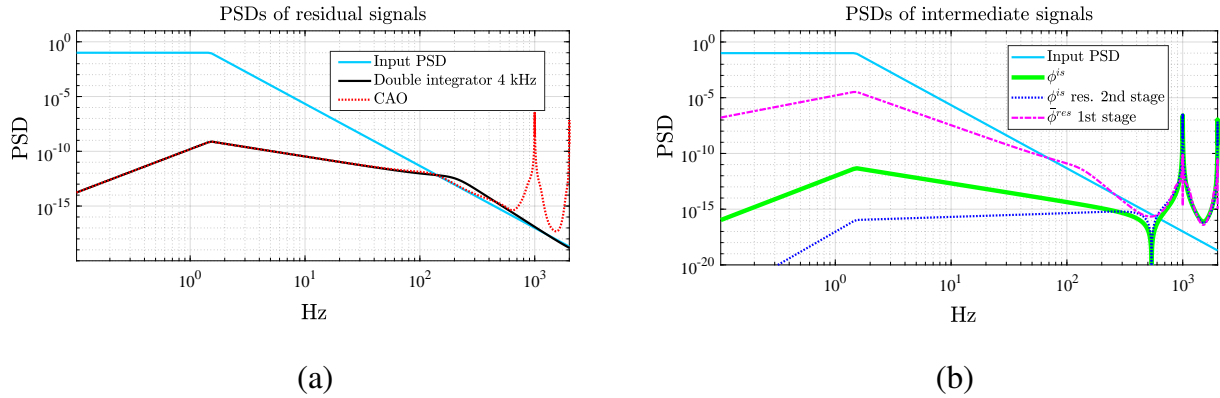 PSDs of residual signals
PSD
10^0
10^-5
10^-10
10^-15
Input PSD
Double integrator 4 kHz
CAO
10^0
10^1
10^2
10^3
Hz
(a)
PSDs of intermediate signals
PSD
10^0
10^-5
10^-10
10^-15
10^-20
Input PSD
ϕ^is
ϕ^is res. 2nd stage
ϕ̄^res 1st stage
10^0
10^1
10^2
10^3
Hz
(b)